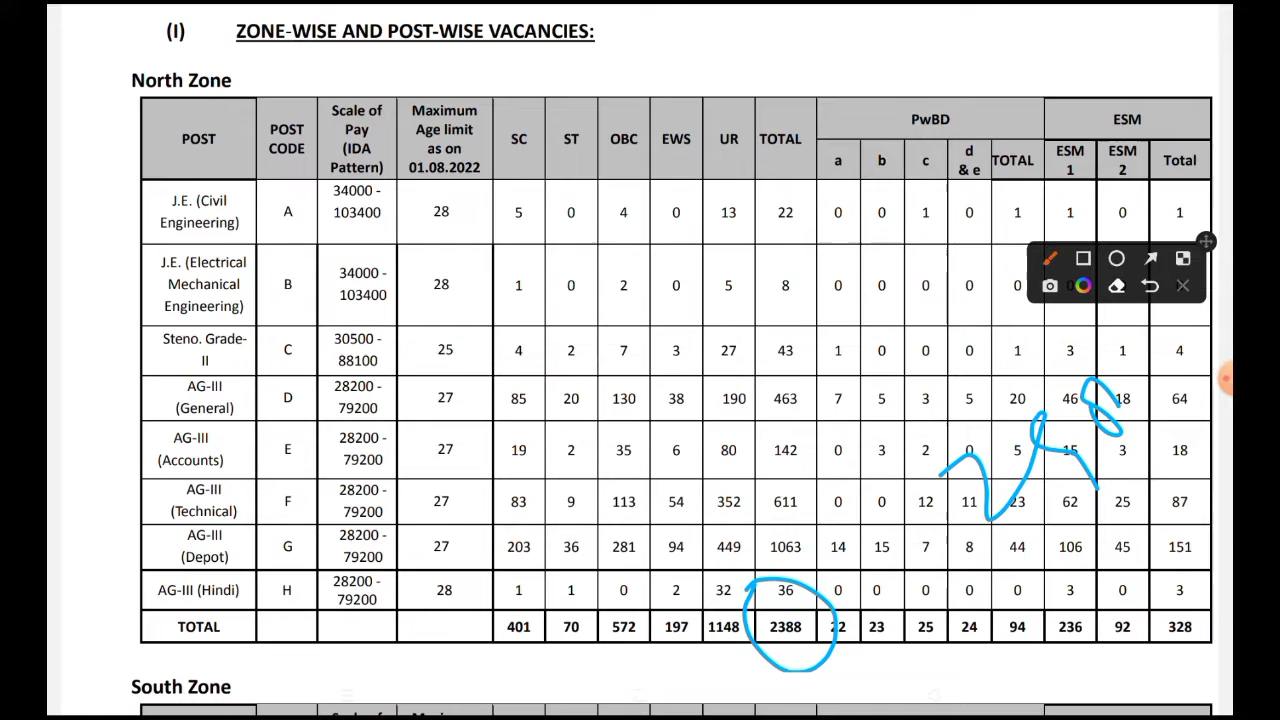 (I) ZONE-WISE AND POST-WISE VACANCIES:
North Zone
POST POST CODE Scale of Pay (IDA Pattern) Maximum Age limit as on 01.08.2022 SC ST OBC EWS UR TOTAL PwBD ESM
a b c d & e TOTAL ESM 1 ESM 2 Total
J.E. (Civil Engineering) A 34000 - 103400 28 5 0 4 0 13 22 0 0 1 0 1 1 0 1
J.E. (Electrical Mechanical Engineering) B 34000 - 103400 28 1 0 2 0 5 8 0 0 0 0 0
Steno. Grade-II C 30500 - 88100 25 4 2 7 3 27 43 1 0 0 0 1 3 1 4
AG-III (General) D 28200 - 79200 27 85 20 130 38 190 463 7 5 3 5 20 46 18 64
AG-III (Accounts) E 28200 - 79200 27 19 2 35 6 80 142 0 3 2 0 5 15 3 18
AG-III (Technical) F 28200 - 79200 27 83 9 113 54 352 611 0 0 12 11 23 62 25 87
AG-III (Depot) G 28200 - 79200 27 203 36 281 94 449 1063 14 15 7 8 44 106 45 151
AG-III (Hindi) H 28200 - 79200 28 1 1 0 2 32 36 0 0 0 0 0 3 0 3
TOTAL 401 70 572 197 1148 2388 22 23 25 24 94 236 92 328
South Zone